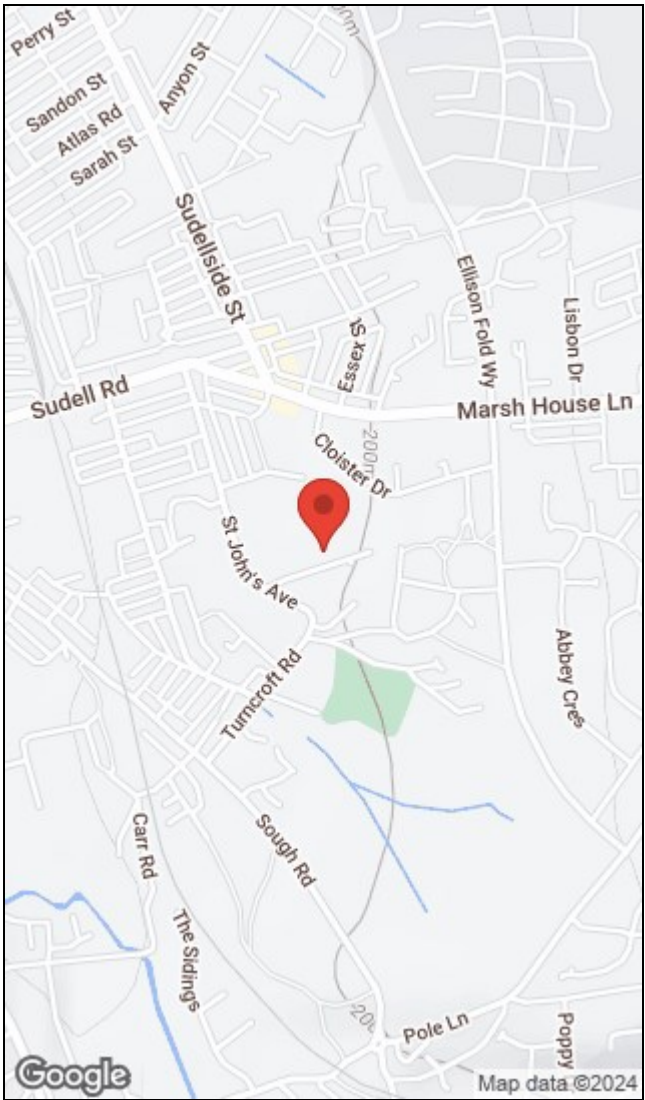 Perry St
Anyon St
Sandon St
Atlas Rd
Sarah St
Sudellside St
Ellison Fold Wy
Lisbon Dr
Essex St
Sudell Rd
Marsh House Ln
200m
Cloister Dr
St John's Ave
Abbey Cres
Turncroft Rd
Carr Rd
Sough Rd
The Sidings
Pole Ln
Poppy
Google
Map data ©2024